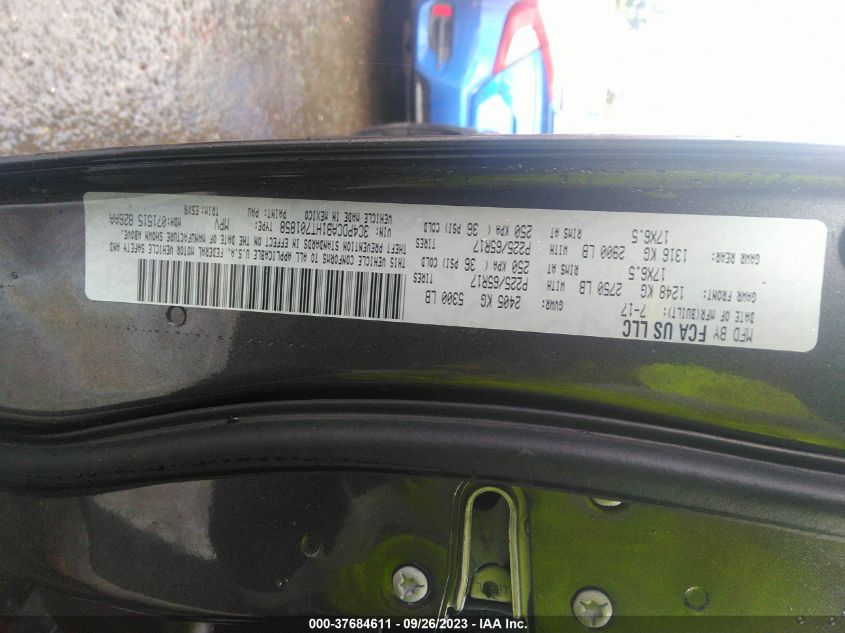 MFD BY FCA US LLC
DATE OF MFR(BUILT): 7-17
GVWR: 2405 KG 5300 LB
GAWR FRONT: 1248 KG 2750 LB WITH P225/65R17 TIRES
17X6.5 RIMS AT 250 KPA ( 36 PSI) COLD
GAWR REAR: 1316 KG 2900 LB WITH P225/65R17 TIRES
17X6.5 RIMS AT 250 KPA ( 36 PSI) COLD
THIS VEHICLE CONFORMS TO ALL APPLICABLE U.S.A. FEDERAL MOTOR VEHICLE SAFETY AND
THEFT PREVENTION STANDARDS IN EFFECT ON THE DATE OF MANUFACTURE SHOWN ABOVE.
VIN: 3C4PDCAB1HT701658 TYPE: MPV MDH:071515 826AA
VEHICLE MADE IN MEXICO PAINT: PAU TRIM: E5X9
000-37684611 - 09/26/2023 - IAA Inc.